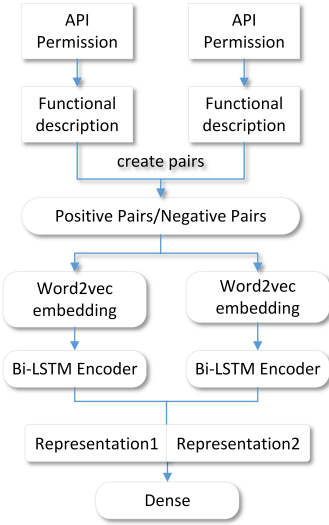 API
Permission
API
Permission
Functional
description
Functional
description
create pairs
Positive Pairs/Negative Pairs
Word2vec
embedding
Word2vec
embedding
Bi-LSTM Encoder
Bi-LSTM Encoder
Representation1
Representation2
Dense